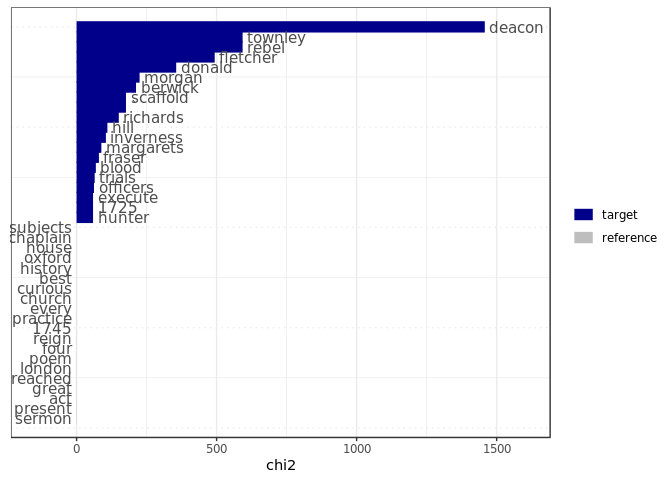 deacon
townley
rebel
fletcher
donald
morgan
berwick
scaffold
richards
hill
inverness
margarets
fraser
blood
trials
officers
execute
1725
hunter
subjects
chaplain
house
oxford
history
best
curious
church
every
practice
1745
reign
four
poem
london
reached
great
act
present
sermon
0 500 1000 1500
chi2
target
reference